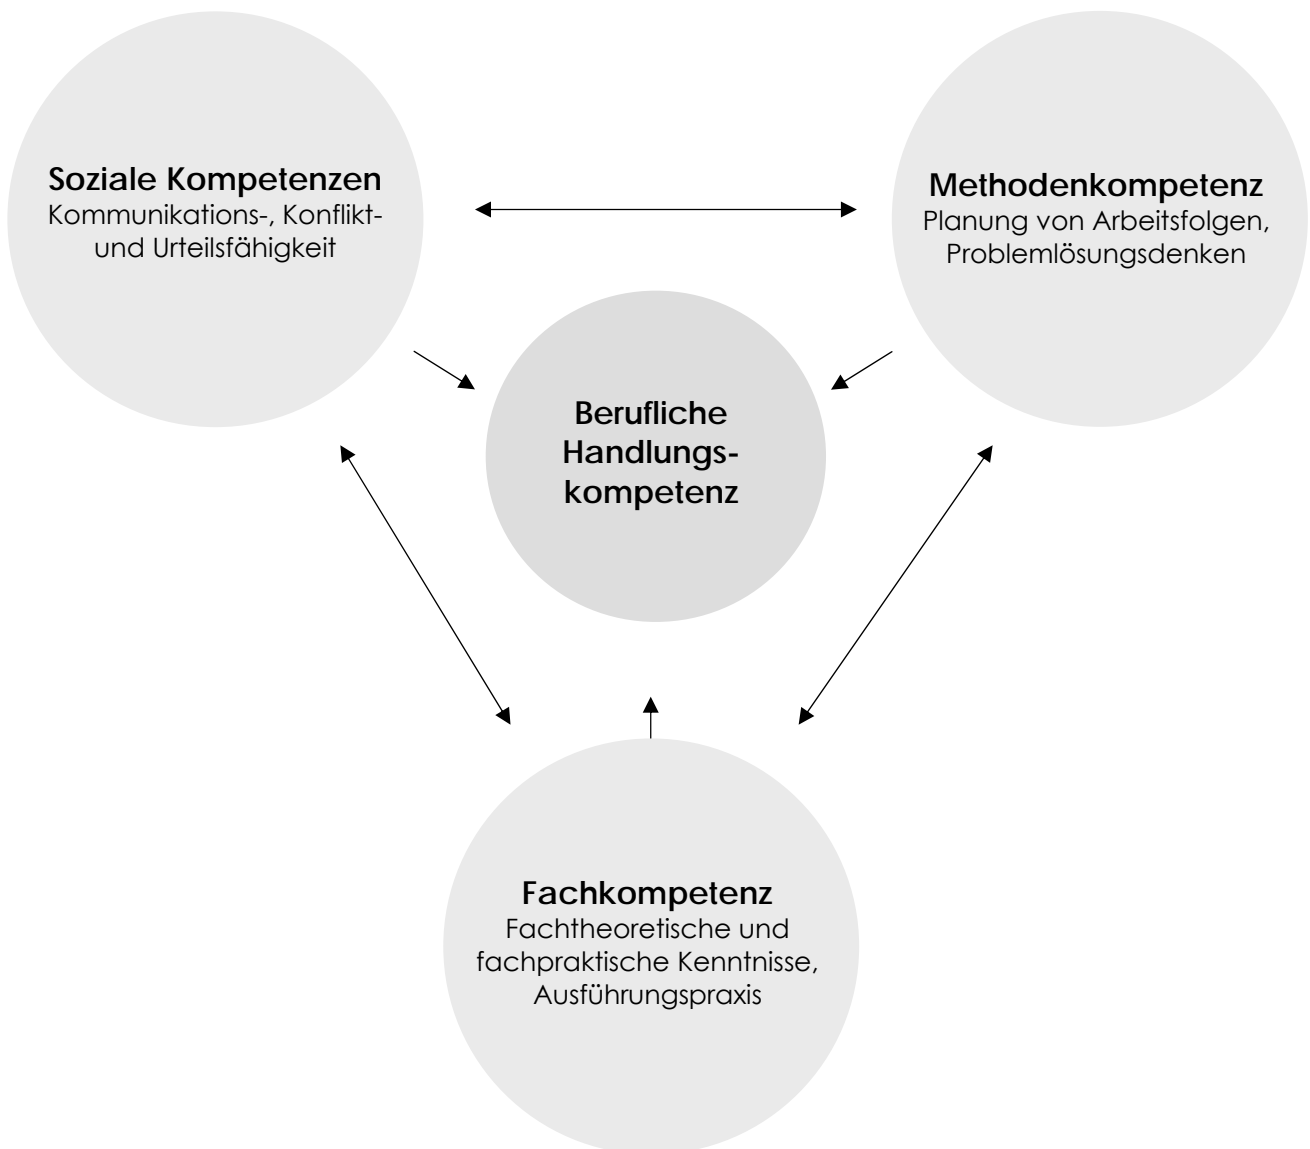 Soziale Kompetenzen
Kommunikations-, Konflikt-
und Urteilsfähigkeit
Methodenkompetenz
Planung von Arbeitsfolgen,
Problemlösungsdenken
Berufliche
Handlungs-
kompetenz
Fachkompetenz
Fachtheoretische und
fachpraktische Kenntnisse,
Ausführungspraxis